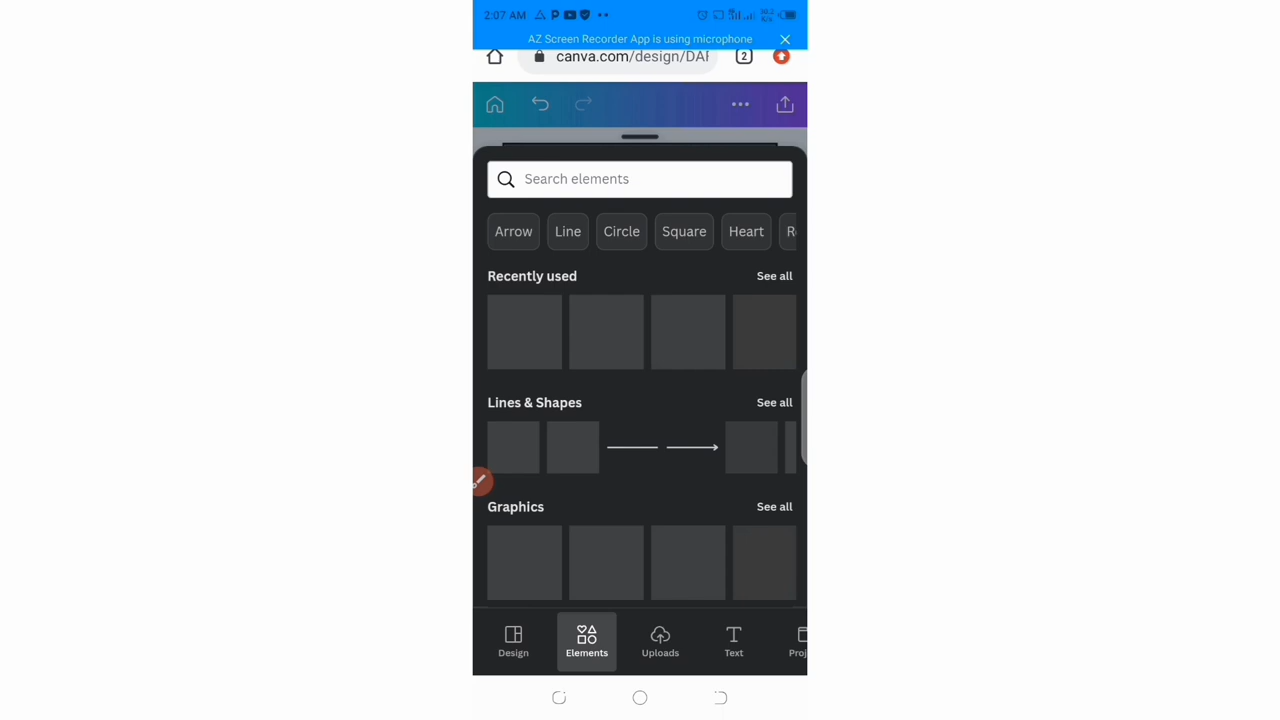 2:07 AM
AZ Screen Recorder App is using microphone
canva.com/design/DAF
2
Search elements
Arrow Line Circle Square Heart
Recently used See all
Lines & Shapes See all
Graphics See all
Design Elements Uploads Text Proj